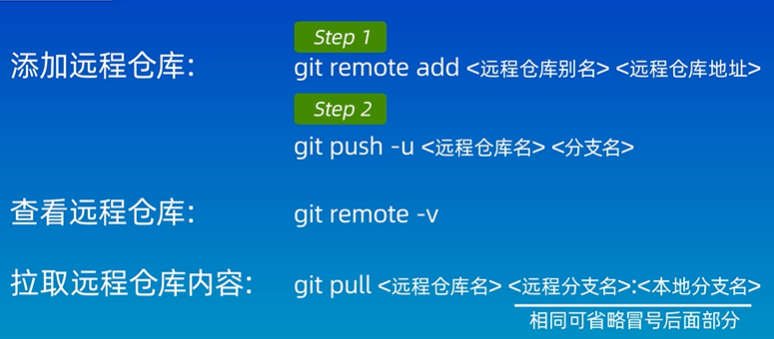 Step 1
添加远程仓库:
git remote add <远程仓库别名> <远程仓库地址>
Step 2
git push -u <远程仓库名> <分支名>
查看远程仓库:
git remote -v
拉取远程仓库内容:
git pull <远程仓库名> <远程分支名>:<本地分支名>
相同可省略冒号后面部分